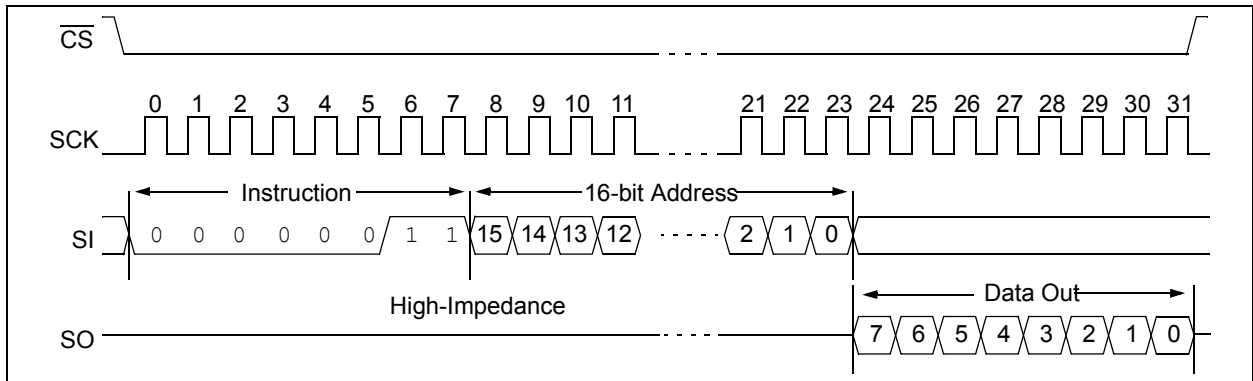 CS
0 1 2 3 4 5 6 7 8 9 10 11 21 22 23 24 25 26 27 28 29 30 31
SCK
Instruction 16-bit Address
SI 0 0 0 0 0 0 1 1 15 14 13 12 2 1 0
High-Impedance Data Out
SO 7 6 5 4 3 2 1 0